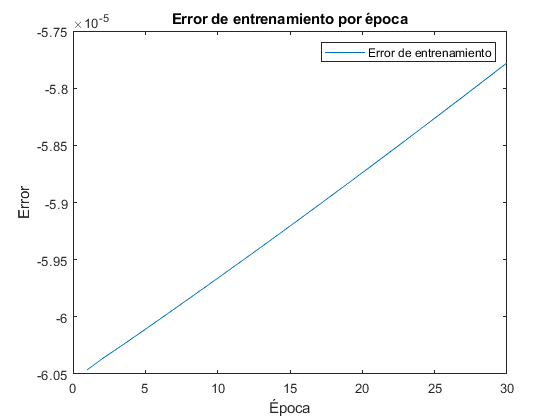 Error de entrenamiento por época
×10-5
Error de entrenamiento
-5.75
-5.8
-5.85
-5.9
-5.95
-6
-6.05
Error
0 5 10 15 20 25 30
Época